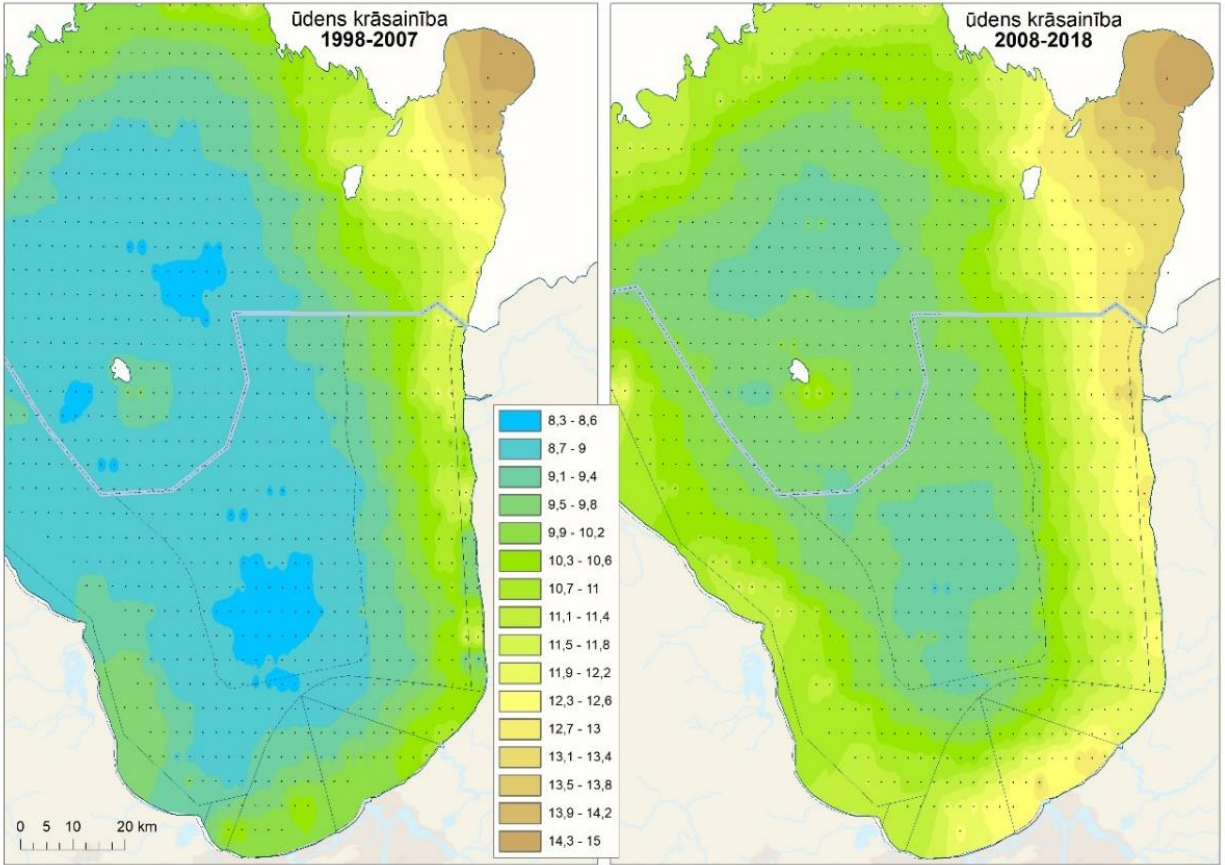 ūdens krāsainība
1998-2007
ūdens krāsainība
2008-2018
8,3 - 8,6
8,7 - 9
9,1 - 9,4
9,5 - 9,8
9,9 - 10,2
10,3 - 10,6
10,7 - 11
11,1 - 11,4
11,5 - 11,8
11,9 - 12,2
12,3 - 12,6
12,7 - 13
13,1 - 13,4
13,5 - 13,8
13,9 - 14,2
14,3 - 15
0 5 10 20 km